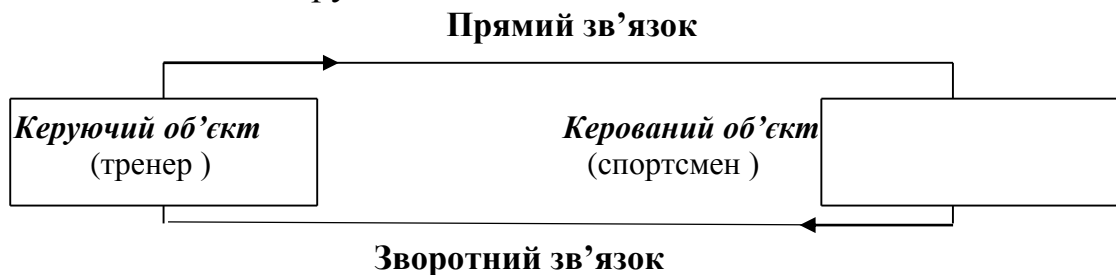 Прямий зв’язок
Керуючий об’єкт
(тренер )
Керований об’єкт
(спортсмен )
Зворотний зв’язок